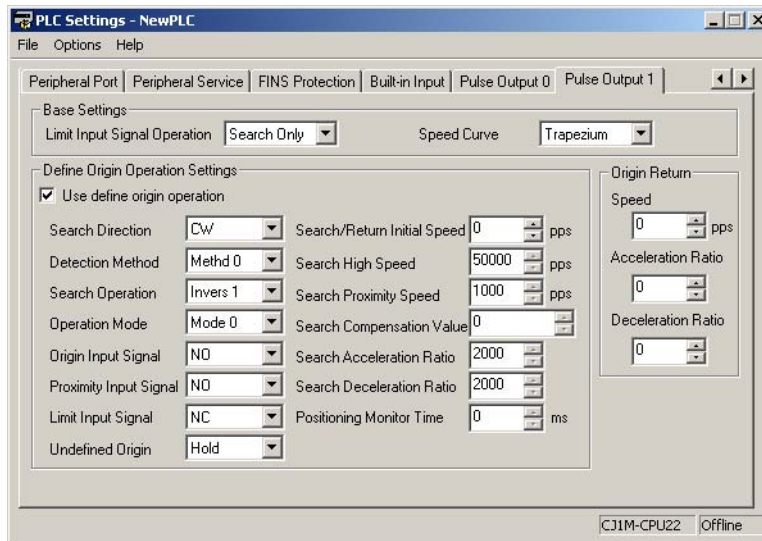 PLC Settings - NewPLC
File Options Help
Peripheral Port Peripheral Service FINS Protection Built-in Input Pulse Output 0 Pulse Output 1
Base Settings
Limit Input Signal Operation Search Only Speed Curve Trapezium
Define Origin Operation Settings
Use define origin operation
Search Direction CW Search/Return Initial Speed 0 pps
Detection Method Methd 0 Search High Speed 50000 pps
Search Operation Invers 1 Search Proximity Speed 1000 pps
Operation Mode Mode 0 Search Compensation Value 0
Origin Input Signal NO Search Acceleration Ratio 2000
Proximity Input Signal NO Search Deceleration Ratio 2000
Limit Input Signal NC Positioning Monitor Time 0 ms
Undefined Origin Hold
Origin Return
Speed
0 pps
Acceleration Ratio
0
Deceleration Ratio
0
CJ1M-CPU22 Offline